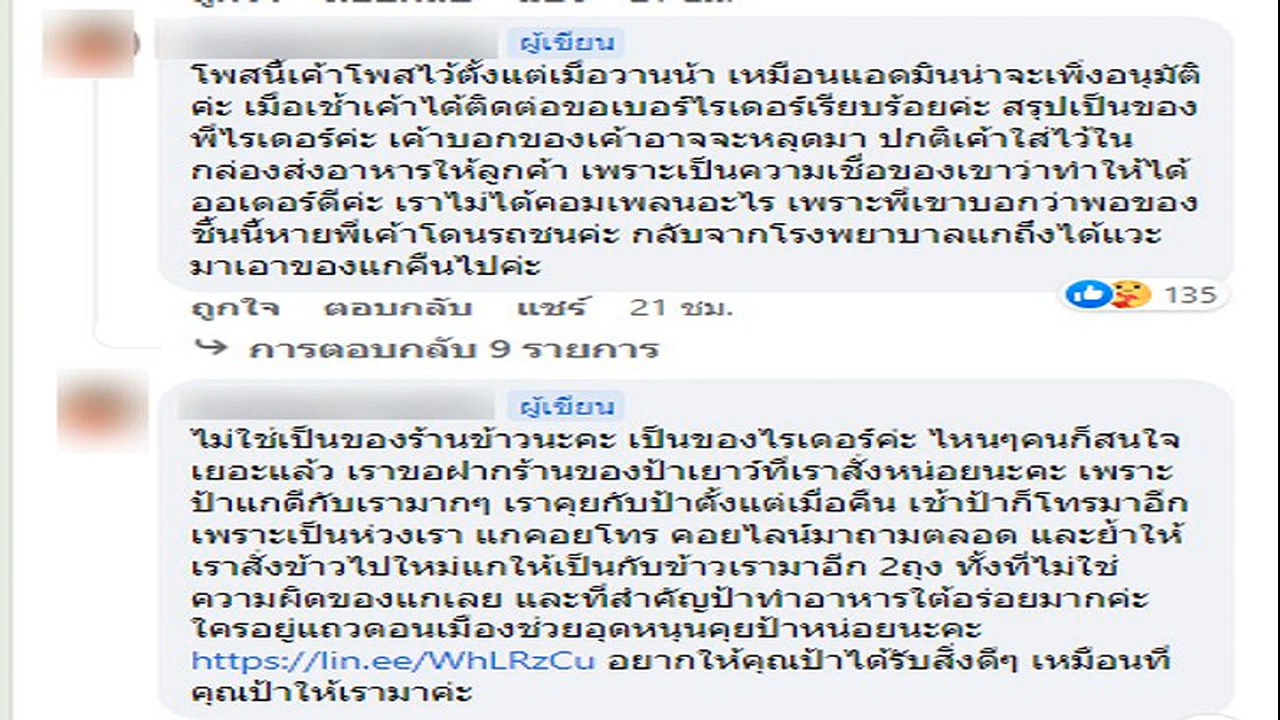 ผู้เขียน
โพสนี้เค้าโพสไว้ตั้งแต่เมื่อวานน้า เหมือนแอดมินน่าจะเพิ่งอนุมัติ
ค่ะ เมื่อเช้าเค้าได้ติดต่อขอเบอร์ไรเดอร์เรียบร้อยค่ะ สรุปเป็นของ
พี่ไรเดอร์ค่ะ เค้าบอกของเค้าอาจจะหลุดมา ปกติเค้าใส่ไว้ใน
กล่องส่งอาหารให้ลูกค้า เพราะเป็นความเชื่อของเขาว่าทำให้ได้
ออเดอร์ดีค่ะ เราไม่ได้คอมเพลนอะไร เพราะพี่เขาบอกว่าพอของ
ชิ้นนี้หายพี่เค้าโดนรถชนค่ะ กลับจากโรงพยาบาลแกถึงได้แวะ
มาเอาของแกคืนไปค่ะ
135
ถูกใจ ตอบกลับ แชร์ 21 ชม.
การตอบกลับ 9 รายการ
ผู้เขียน
ไม่ใช่เป็นของร้านข้าวนะคะ เป็นของไรเดอร์ค่ะ ไหนๆคนก็สนใจ
เยอะแล้ว เราขอฝากร้านของป้าเยาว์ที่เราสั่งหน่อยนะคะ เพราะ
ป้าแกดีกับเรามากๆ เราคุยกับป้าตั้งแต่เมื่อคืน เช้าป้าก็โทรมาอีก
เพราะเป็นห่วงเรา แกคอยโทร คอยไลน์มาถามตลอด และย้ำให้
เราสั่งข้าวไปใหม่แกให้เป็นกับข้าวเรามาอีก 2ถุง ทั้งที่ไม่ใช่
ความผิดของแกเลย และที่สำคัญป้าทำอาหารใต้อร่อยมากค่ะ
ใครอยู่แถวดอนเมืองช่วยอุดหนุนคุยป้าหน่อยนะคะ
https://lin.ee/WhLRzCu อยากให้คุณป้าได้รับสิ่งดีๆ เหมือนที่
คุณป้าให้เรามาค่ะ